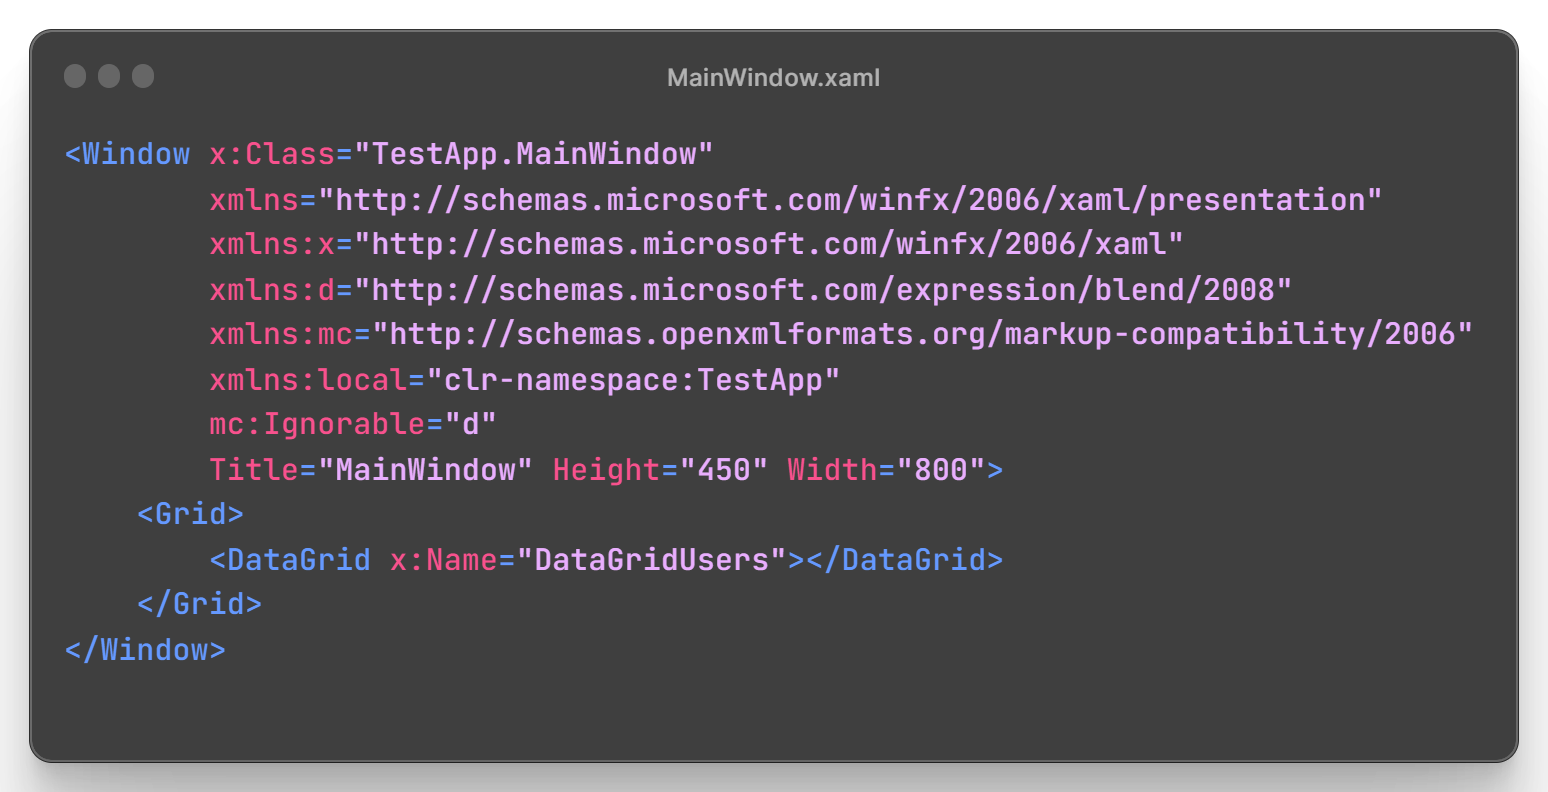 MainWindow.xaml
<Window x:Class="TestApp.MainWindow"
xmlns="http://schemas.microsoft.com/winfx/2006/xaml/presentation"
xmlns:x="http://schemas.microsoft.com/winfx/2006/xaml"
xmlns:d="http://schemas.microsoft.com/expression/blend/2008"
xmlns:mc="http://schemas.openxmlformats.org/markup-compatibility/2006"
xmlns:local="clr-namespace:TestApp"
mc:Ignorable="d"
Title="MainWindow" Height="450" Width="800">
<Grid>
<DataGrid x:Name="DataGridUsers"></DataGrid>
</Grid>
</Window>